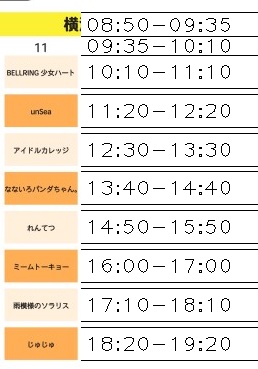 横 08:50－09:35
11 09:35－10:10
BELLRING 少女ハート 10:10－11:10
unSea 11:20－12:20
アイドルカレッジ 12:30－13:30
なないろパンダちゃん。 13:40－14:40
れんてつ 14:50－15:50
ミームトーキョー 16:00－17:00
雨模様のソラリス 17:10－18:10
じゅじゅ 18:20－19:20